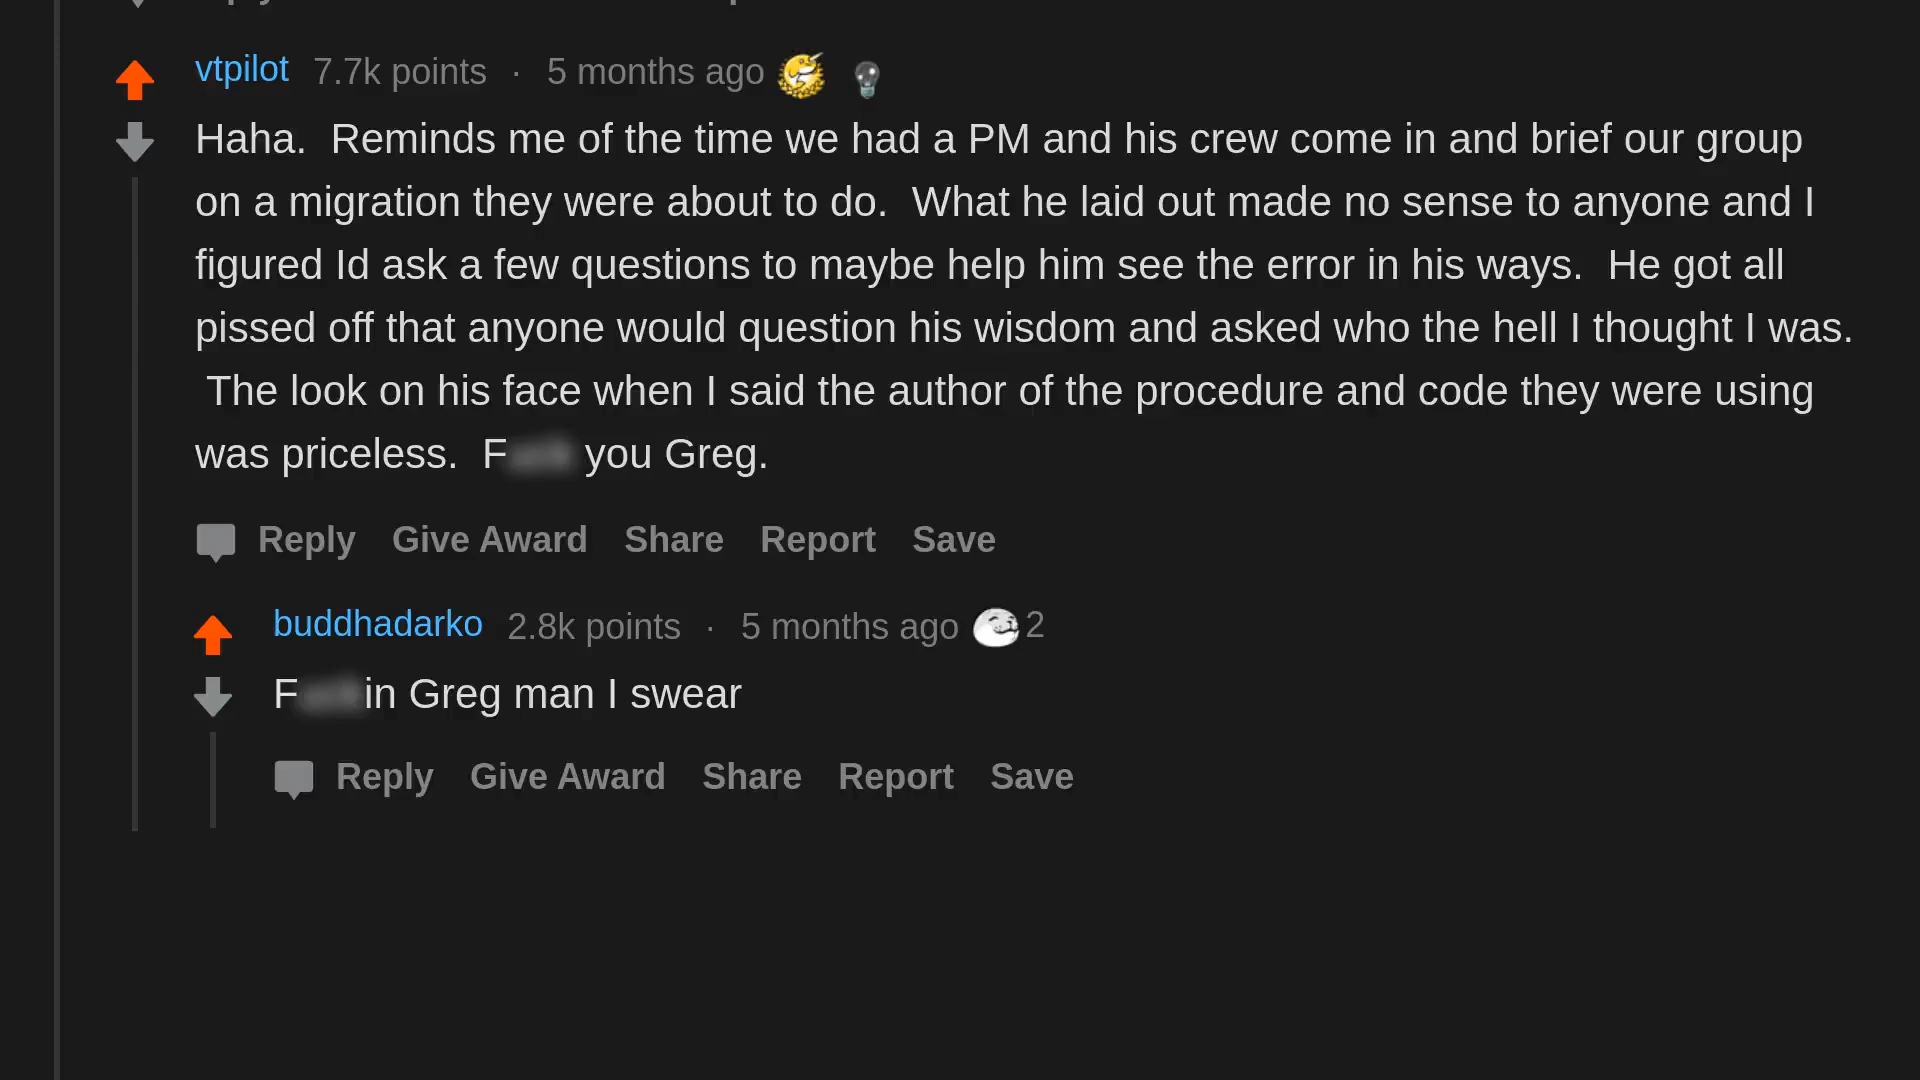 vtpilot 7.7k points · 5 months ago
Haha.  Reminds me of the time we had a PM and his crew come in and brief our group
on a migration they were about to do.  What he laid out made no sense to anyone and I
figured Id ask a few questions to maybe help him see the error in his ways.  He got all
pissed off that anyone would question his wisdom and asked who the hell I thought I was.
The look on his face when I said the author of the procedure and code they were using
was priceless.  F you Greg.
Reply Give Award Share Report Save
buddhadarko 2.8k points · 5 months ago 2
F in Greg man I swear
Reply Give Award Share Report Save